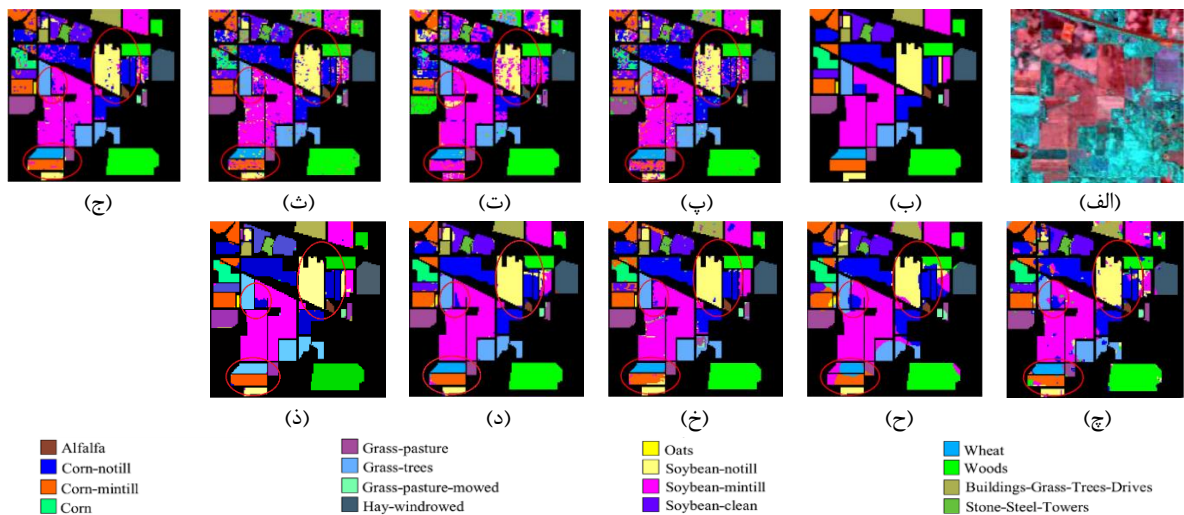 (الف) (ب) (پ) (ت) (ث) (ج)
(چ) (ح) (خ) (د) (ذ)
Alfalfa Grass-pasture Oats Wheat
Corn-notill Grass-trees Soybean-notill Woods
Corn-mintill Grass-pasture-mowed Soybean-mintill Buildings-Grass-Trees-Drives
Corn Hay-windrowed Soybean-clean Stone-Steel-Towers